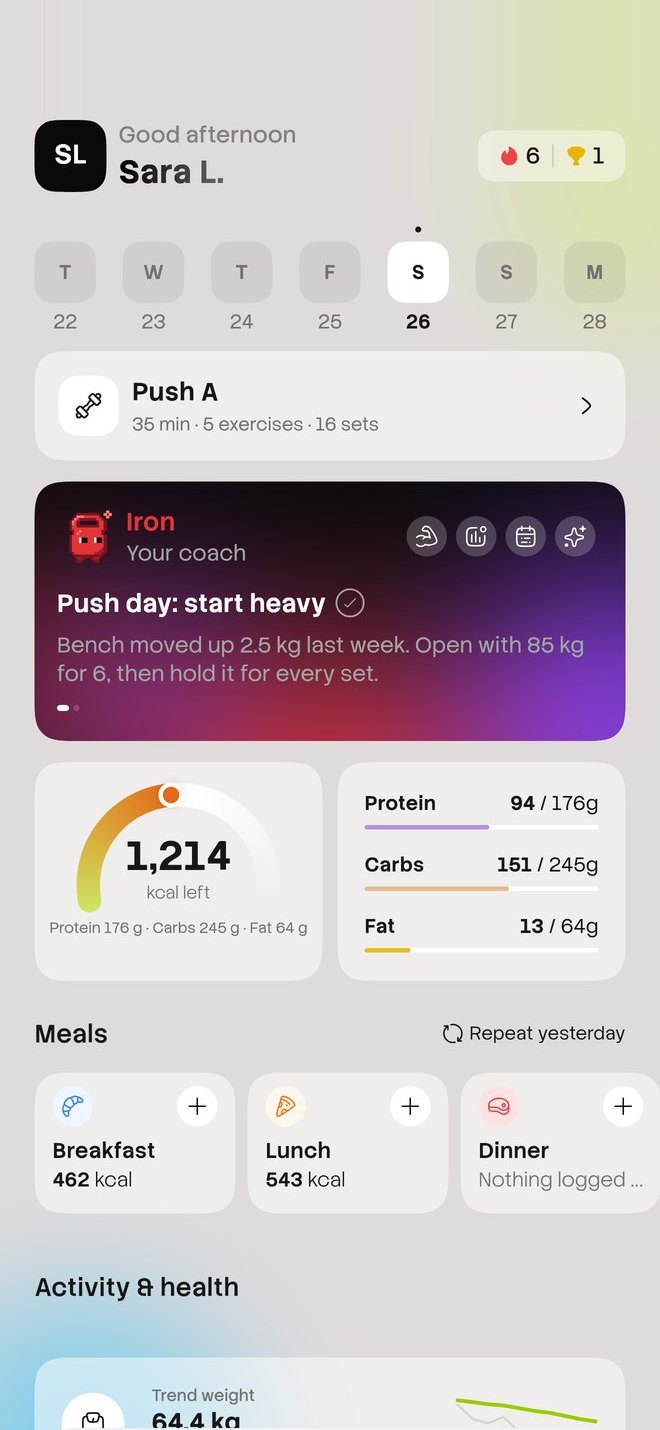 Good afternoon
SL
Sara L.
6
1
T
W
T
F
S
S
M
22
23
24
25
26
27
28
Push A
35 min · 5 exercises · 16 sets
Iron
Your coach
Push day: start heavy
Bench moved up 2.5 kg last week. Open with 85 kg
for 6, then hold it for every set.
1,214
kcal left
Protein 176 g · Carbs 245 g · Fat 64 g
Protein 94 / 176g
Carbs 151 / 245g
Fat 13 / 64g
Meals
Repeat yesterday
Breakfast
462 kcal
Lunch
543 kcal
Dinner
Nothing logged ...
Activity & health
Trend weight
64.4 kg